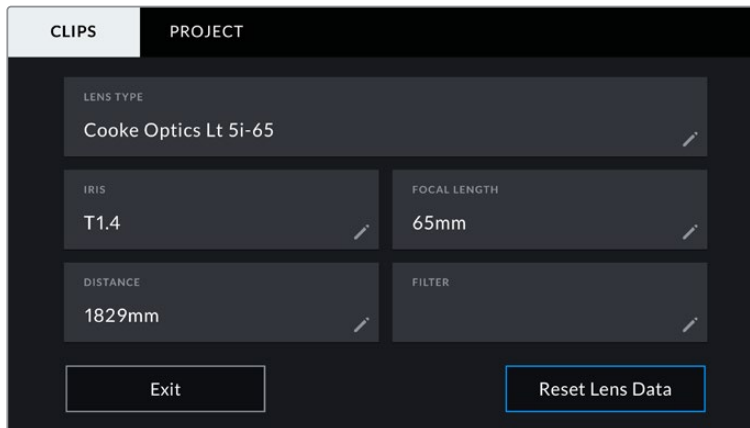 CLIPS PROJECT
LENS TYPE
Cooke Optics Lt 5i-65
IRIS
T1.4
FOCAL LENGTH
65mm
DISTANCE
1829mm
FILTER
Exit
Reset Lens Data